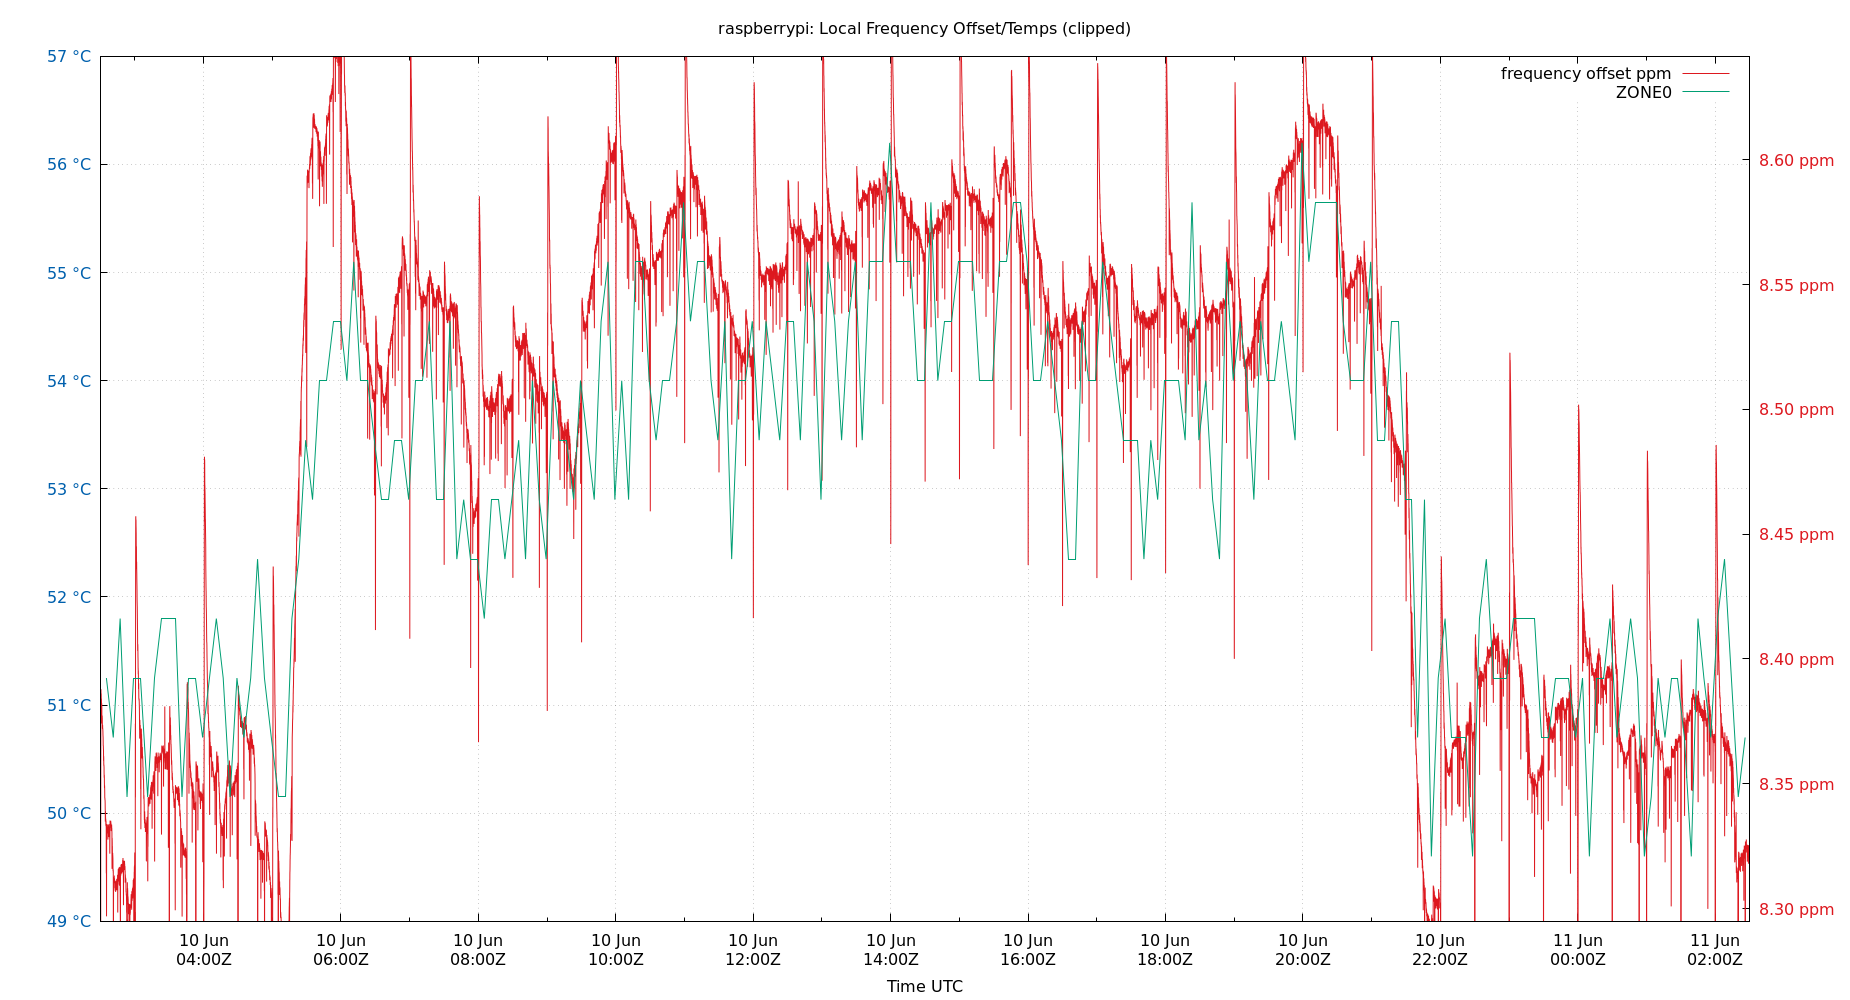 raspberrypi: Local Frequency Offset/Temps (clipped)
57 °C
56 °C
55 °C
54 °C
53 °C
52 °C
51 °C
50 °C
49 °C
frequency offset ppm
ZONE0
8.60 ppm
8.55 ppm
8.50 ppm
8.45 ppm
8.40 ppm
8.35 ppm
8.30 ppm
10 Jun 10 Jun 10 Jun 10 Jun 10 Jun 10 Jun 10 Jun 10 Jun 10 Jun 10 Jun 11 Jun 11 Jun
04:00Z 06:00Z 08:00Z 10:00Z 12:00Z 14:00Z 16:00Z 18:00Z 20:00Z 22:00Z 00:00Z 02:00Z
Time UTC